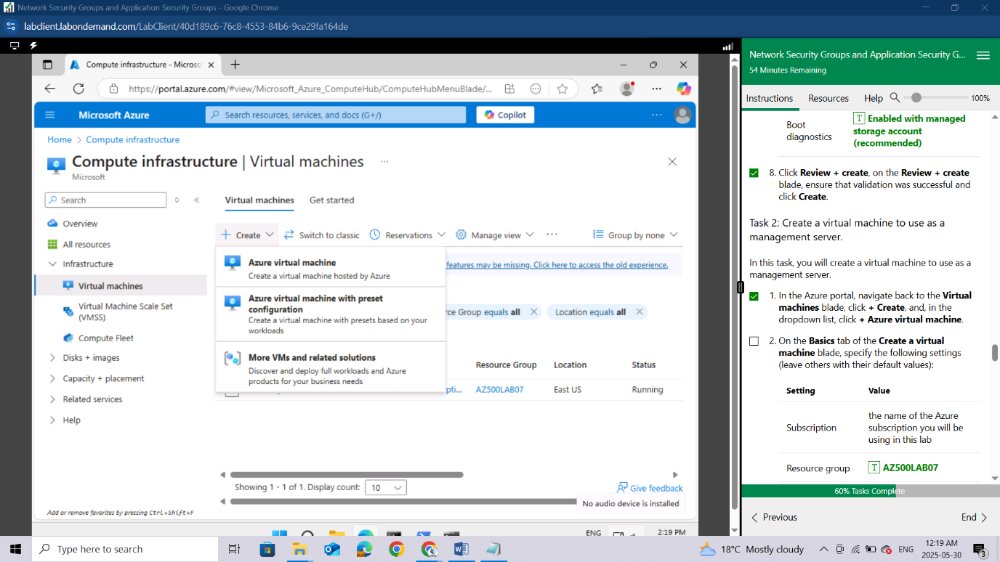 Network Security Groups and Application Security Groups - Google Chrome
labclient.labondemand.com/LabClient/40d189c6-76c8-4553-84b6-9ce29fa164de
Compute infrastructure - Microso
https://portal.azure.com/#view/Microsoft_Azure_ComputeHub/ComputeHubMenuBlade/...
Microsoft Azure
Search resources, services, and docs (G+/)
Copilot
Home > Compute infrastructure
Compute infrastructure | Virtual machines
Microsoft
Search
Overview
All resources
Infrastructure
Virtual machines
Virtual Machine Scale Set
(VMSS)
Compute Fleet
Disks + images
Capacity + placement
Related services
Help
Add or remove favorites by pressing Ctrl+Shift+F
Virtual machines
Get started
Create
Switch to classic
Reservations
Manage view
Group by none
features may be missing. Click here to access the old experience.
Azure virtual machine
Create a virtual machine hosted by Azure
Azure virtual machine with preset
configuration
Create a virtual machine with presets based on your
workloads
More VMs and related solutions
Discover and deploy full workloads and Azure
products for your business needs
ce Group equals all
Location equals all
Resource Group Location Status
pti... AZ500LAB07 East US Running
Showing 1 - 1 of 1. Display count: 10
Give feedback
No audio device is installed
ENG
2:19 PM
Network Security Groups and Application Security G...
54 Minutes Remaining
Instructions Resources Help 100%
Boot
diagnostics
T Enabled with managed
storage account
(recommended)
8. Click Review + create, on the Review + create
blade, ensure that validation was successful and
click Create.
Task 2: Create a virtual machine to use as a
management server.
In this task, you will create a virtual machine to use as a
management server.
1. In the Azure portal, navigate back to the Virtual
machines blade, click + Create, and, in the
dropdown list, click + Azure virtual machine.
2. On the Basics tab of the Create a virtual
machine blade, specify the following settings
(leave others with their default values):
Setting Value
Subscription
the name of the Azure
subscription you will be
using in this lab
Resource group T AZ500LAB07
60% Tasks Complete
Previous
End
Type here to search
18°C Mostly cloudy
ENG
12:19 AM
2025-05-30
3